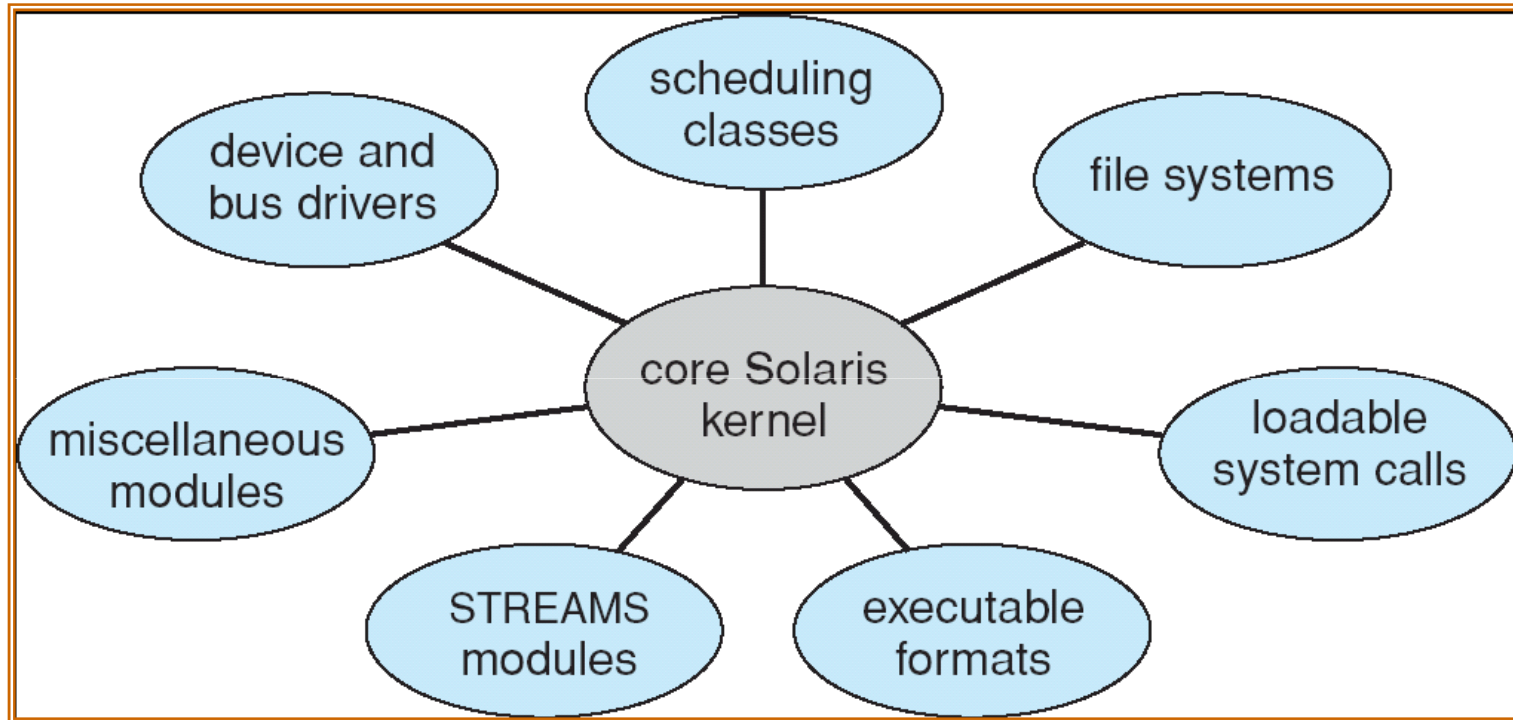 scheduling
classes
device and
bus drivers
file systems
core Solaris
kernel
miscellaneous
modules
loadable
system calls
STREAMS
modules
executable
formats